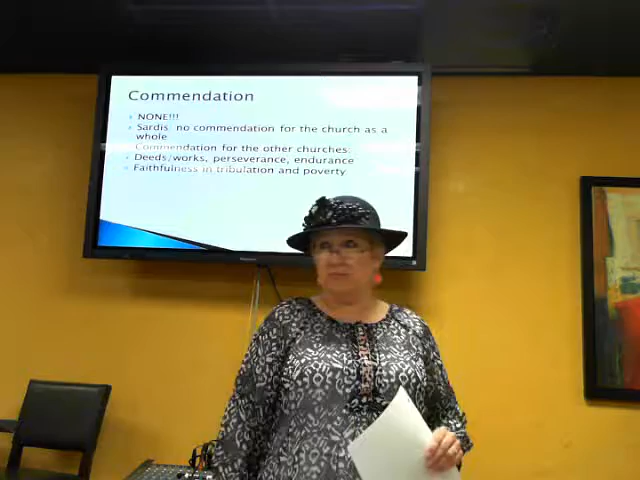 Commendation
NONE!!!
Sardis: no commendation for the church as a
whole
Commendation for the other churches:
Deeds/works, perseverance, endurance
Faithfulness in tribulation and poverty
Panasonic